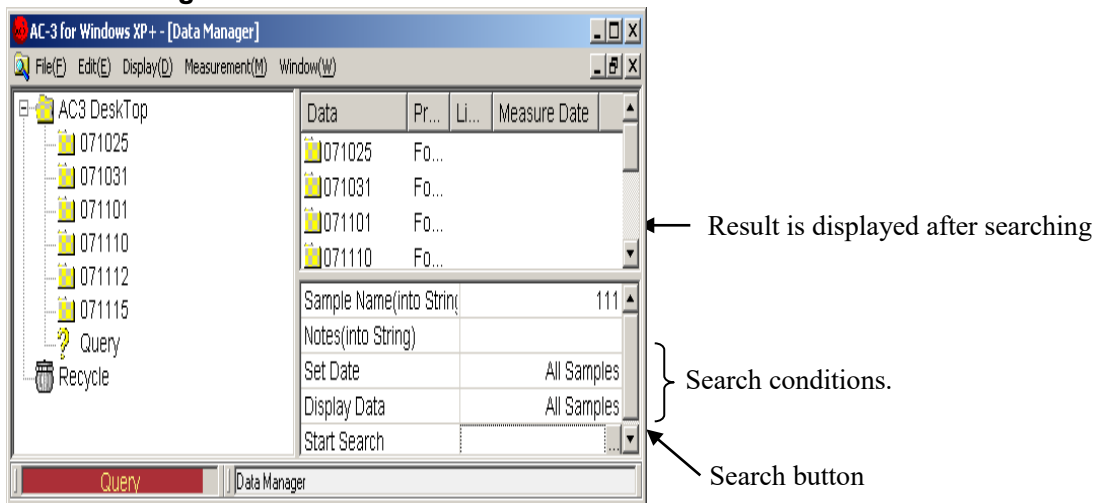 AC-3 for Windows XP+ - [Data Manager]
File(F) Edit(E) Display(D) Measurement(M) Window(W)
AC3 DeskTop
071025
071031
071101
071110
071112
071115
Query
Recycle
Data Pr... Li... Measure Date
071025 Fo...
071031 Fo...
071101 Fo...
071110 Fo...
Result is displayed after searching
Sample Name(into String 111
Notes(into String)
Set Date All Samples
Display Data All Samples
Start Search ...
Search conditions.
Search button
Query Data Manager